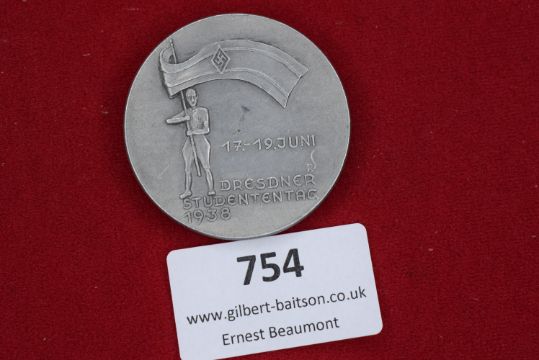 17.-19.JUNI
DRESDNER
STUDENTENTAG
1938
754
www.gilbert-baitson.co.uk
Ernest Beaumont